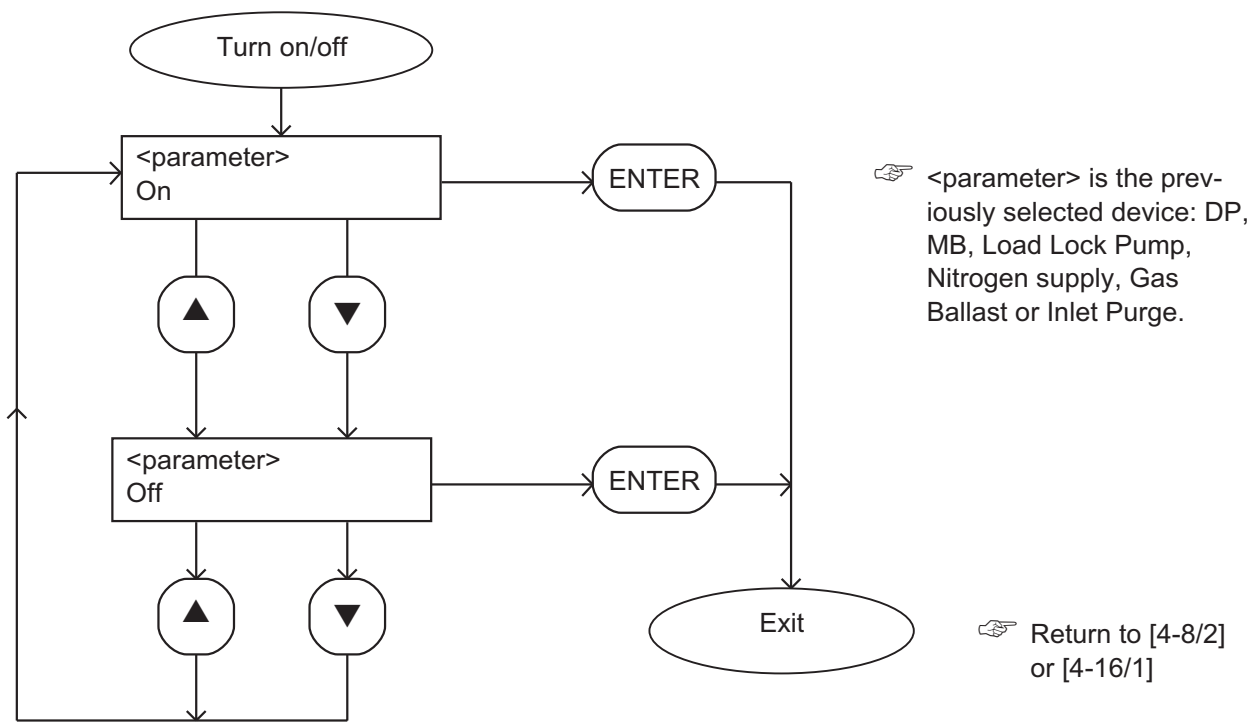 Turn on/off
<parameter>
On
ENTER
<parameter> is the prev-
iously selected device: DP,
MB, Load Lock Pump,
Nitrogen supply, Gas
Ballast or Inlet Purge.
▲
▼
<parameter>
Off
ENTER
▲
▼
Exit
Return to [4-8/2]
or [4-16/1]